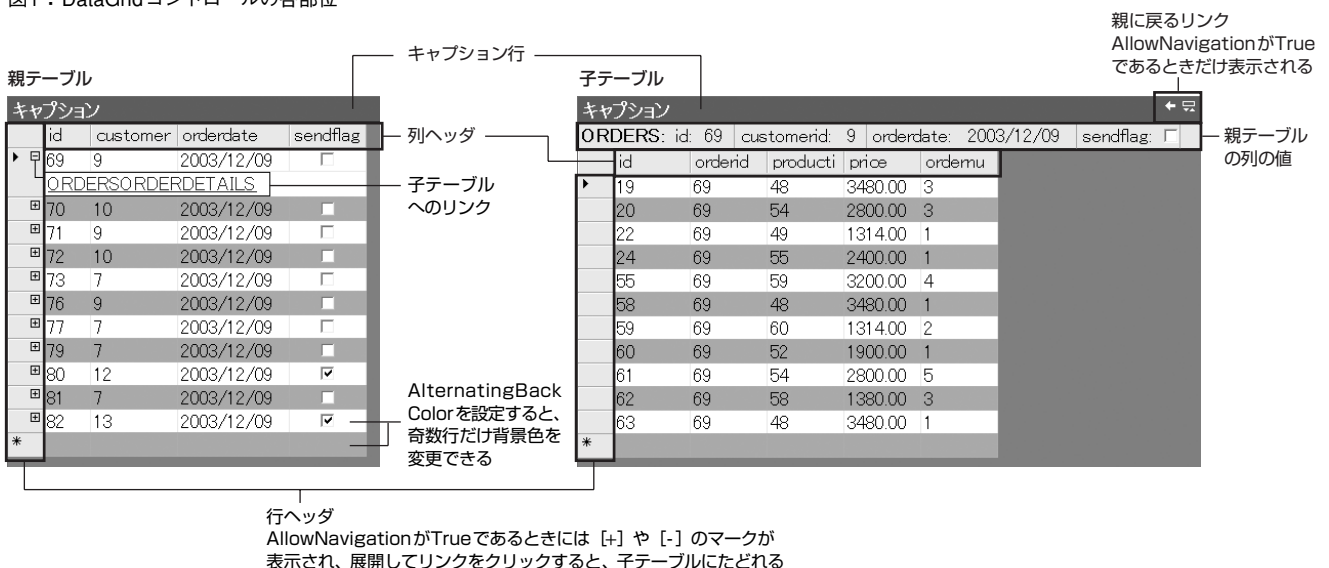 図1：DataGridコントロールの各部位
親に戻るリンク
AllowNavigationがTrue
であるときだけ表示される
キャプション行
親テーブル
キャプション
id customer orderdate sendflag
69 9 2003/12/09
ORDERSORDERDETAILS
70 10 2003/12/09
71 9 2003/12/09
72 10 2003/12/09
73 7 2003/12/09
76 9 2003/12/09
77 7 2003/12/09
79 7 2003/12/09
80 12 2003/12/09
81 7 2003/12/09
82 13 2003/12/09
*
列ヘッダ
子テーブル
へのリンク
AlternatingBack
Colorを設定すると、
奇数行だけ背景色を
変更できる
子テーブル
キャプション
ORDERS: id: 69 customerid: 9 orderdate: 2003/12/09 sendflag:
id orderid producti price ordernu
19 69 48 3480.00 3
20 69 54 2800.00 3
22 69 49 1314.00 1
24 69 55 2400.00 1
55 69 59 3200.00 4
58 69 48 3480.00 1
59 69 60 1314.00 2
60 69 52 1900.00 1
61 69 54 2800.00 5
62 69 58 1380.00 3
63 69 48 3480.00 1
*
親テーブル
の列の値
行ヘッダ
AllowNavigationがTrueであるときには［+］や［-］のマークが
表示され、展開してリンクをクリックすると、子テーブルにたどれる